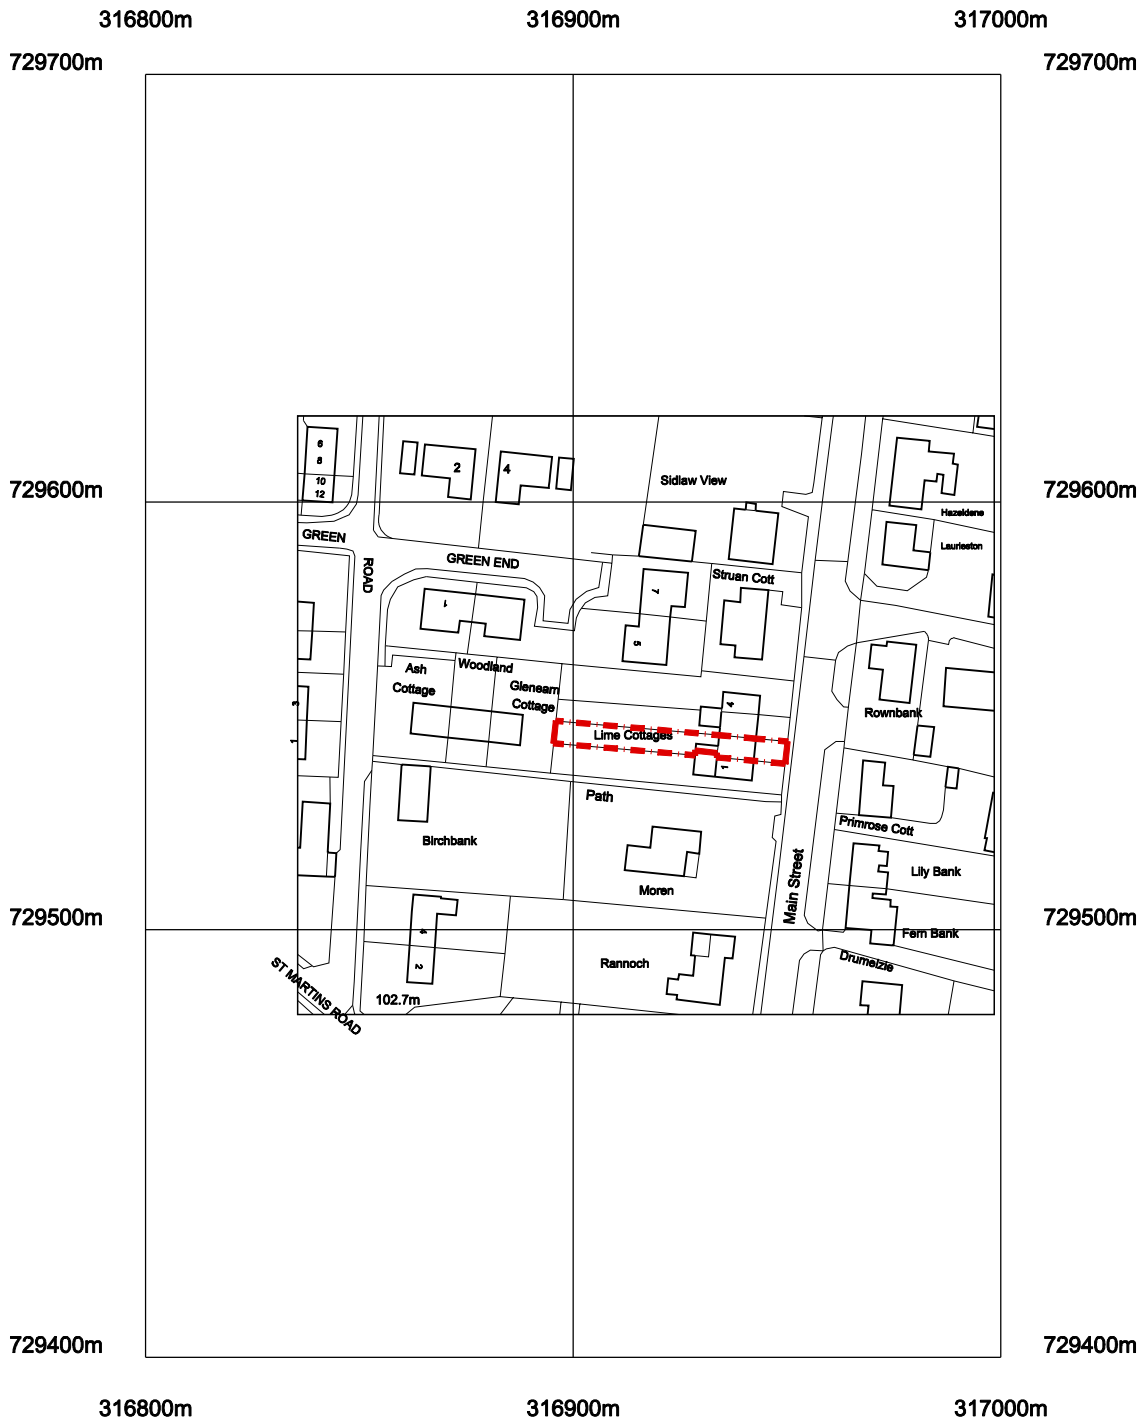 316800m 316900m 317000m
729700m 729700m
6
8
10
12
2
4
Sidlaw View
729600m 729600m
Hazeldene
GREEN
ROAD
GREEN END
Laurieston
Struan Cott
1
7
5
Ash
Cottage
Woodland
Glenearn
Cottage
3
1
4
Lime Cottages
1
Rownbank
Path
Birchbank
Moren
Primrose Cott
Lily Bank
Main Street
729500m 729500m
4
2
Fern Bank
Rannoch
Drumelzie
ST MARTINS ROAD
102.7m
729400m 729400m
316800m 316900m 317000m